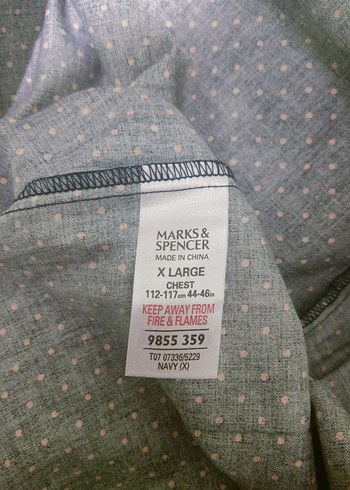 MARKS &
SPENCER
MADE IN CHINA
X LARGE
CHEST
112-117cm 44-46in
KEEP AWAY FROM
FIRE & FLAMES
9855 359
T07 07336/5229
NAVY (X)